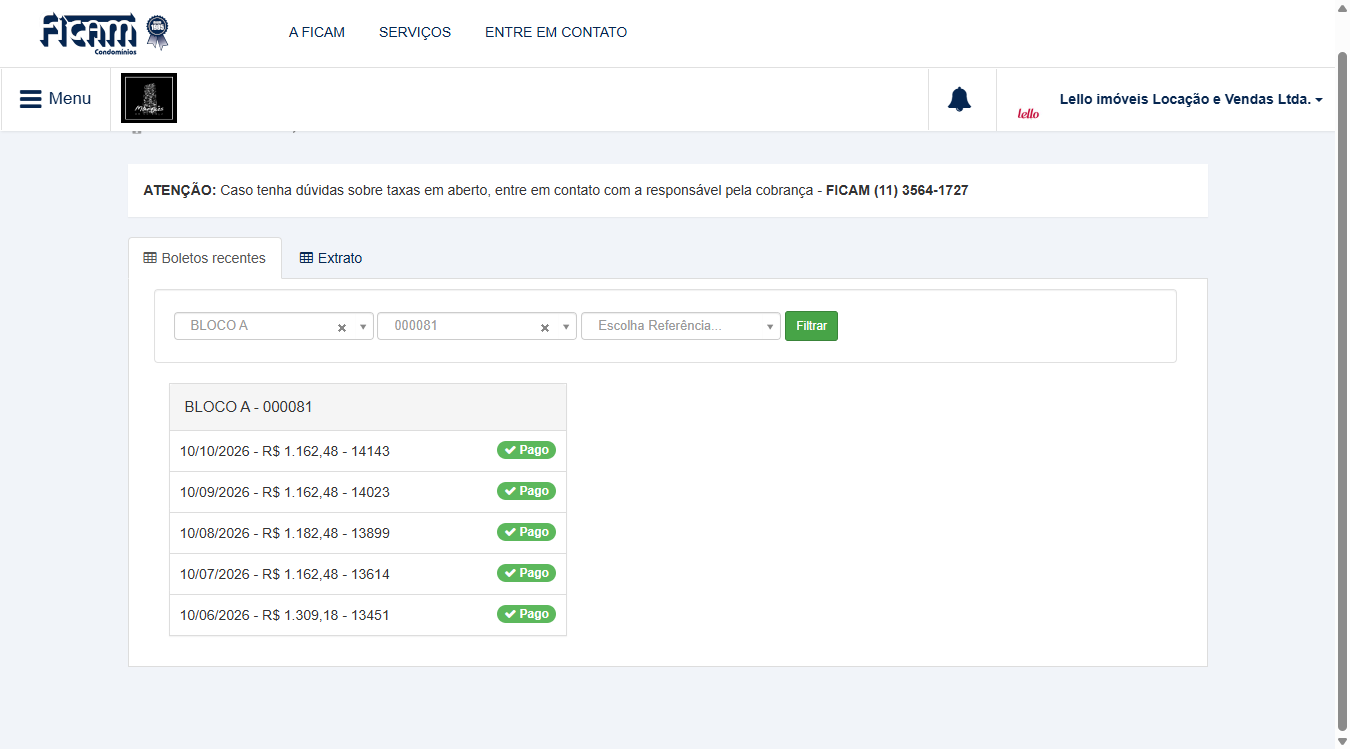 FICAM
Condomínios
1985
A FICAM
SERVIÇOS
ENTRE EM CONTATO
Menu
lello
Lello imóveis Locação e Vendas Ltda.
ATENÇÃO: Caso tenha dúvidas sobre taxas em aberto, entre em contato com a responsável pela cobrança - FICAM (11) 3564-1727
Boletos recentes
Extrato
BLOCO A
000081
Escolha Referência...
Filtrar
BLOCO A - 000081
10/10/2026 - R$ 1.162,48 - 14143 Pago
10/09/2026 - R$ 1.162,48 - 14023 Pago
10/08/2026 - R$ 1.182,48 - 13899 Pago
10/07/2026 - R$ 1.162,48 - 13614 Pago
10/06/2026 - R$ 1.309,18 - 13451 Pago